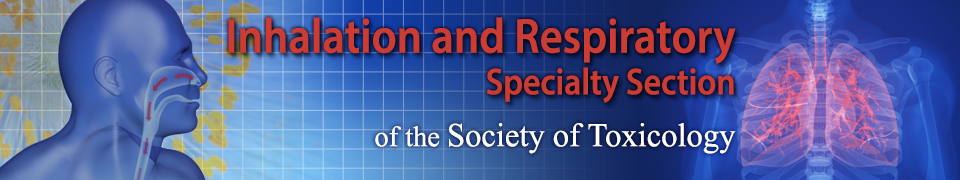 Inhalation and Respiratory
Specialty Section
of the Society of Toxicology